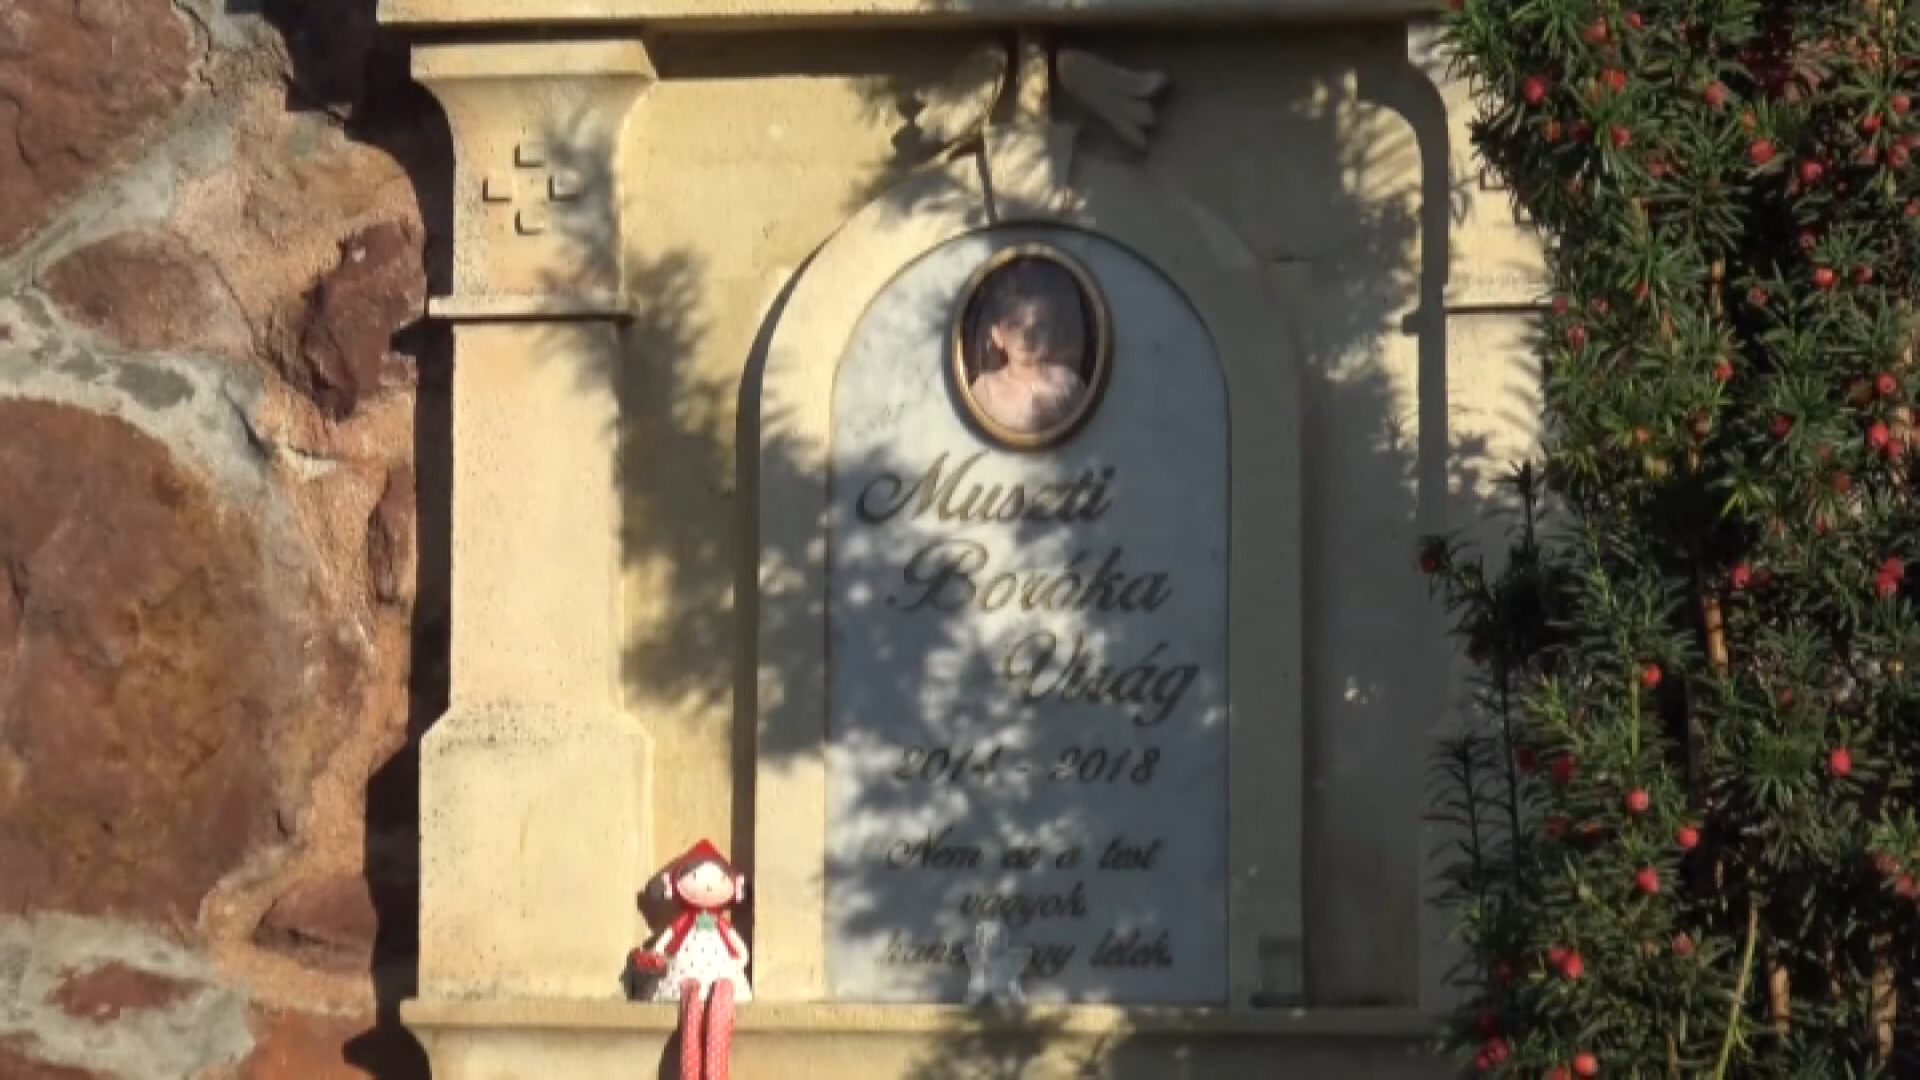 Muszti
Boróka
Virág
2014 - 2018
Nem ez a test
vagyok,
lélek.